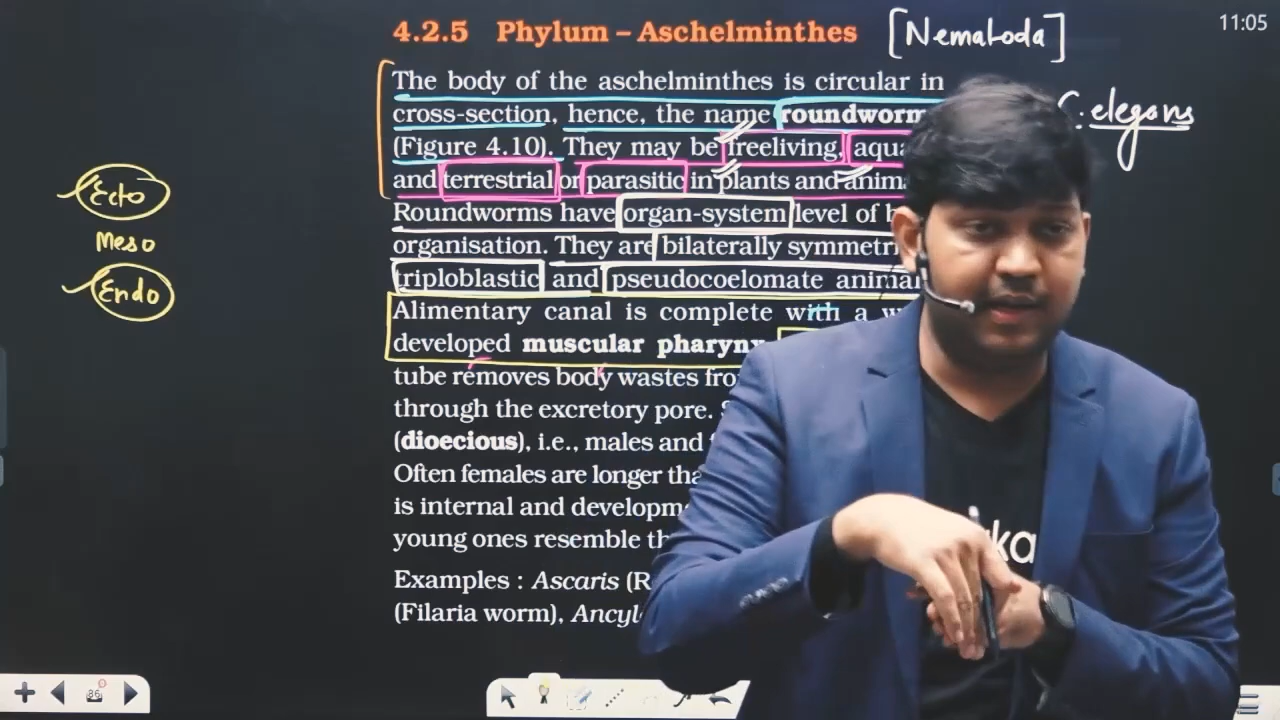 4.2.5 Phylum – Aschelminthes [Nematoda]
11:05
The body of the aschelminthes is circular in
cross-section, hence, the name roundworm
C. elegans
(Figure 4.10). They may be freeliving, aqua
and terrestrial or parasitic in plants and anima
Ecto
Roundworms have organ-system level of b
Meso
organisation. They are bilaterally symmetri
Endo
triploblastic and pseudocoelomate animal
Alimentary canal is complete with a w
developed muscular pharynx
tube removes body wastes fro
through the excretory pore. S
(dioecious), i.e., males and f
Often females are longer tha
is internal and developm
young ones resemble th
Examples : Ascaris (R
(Filaria worm), Ancyl
ka
86